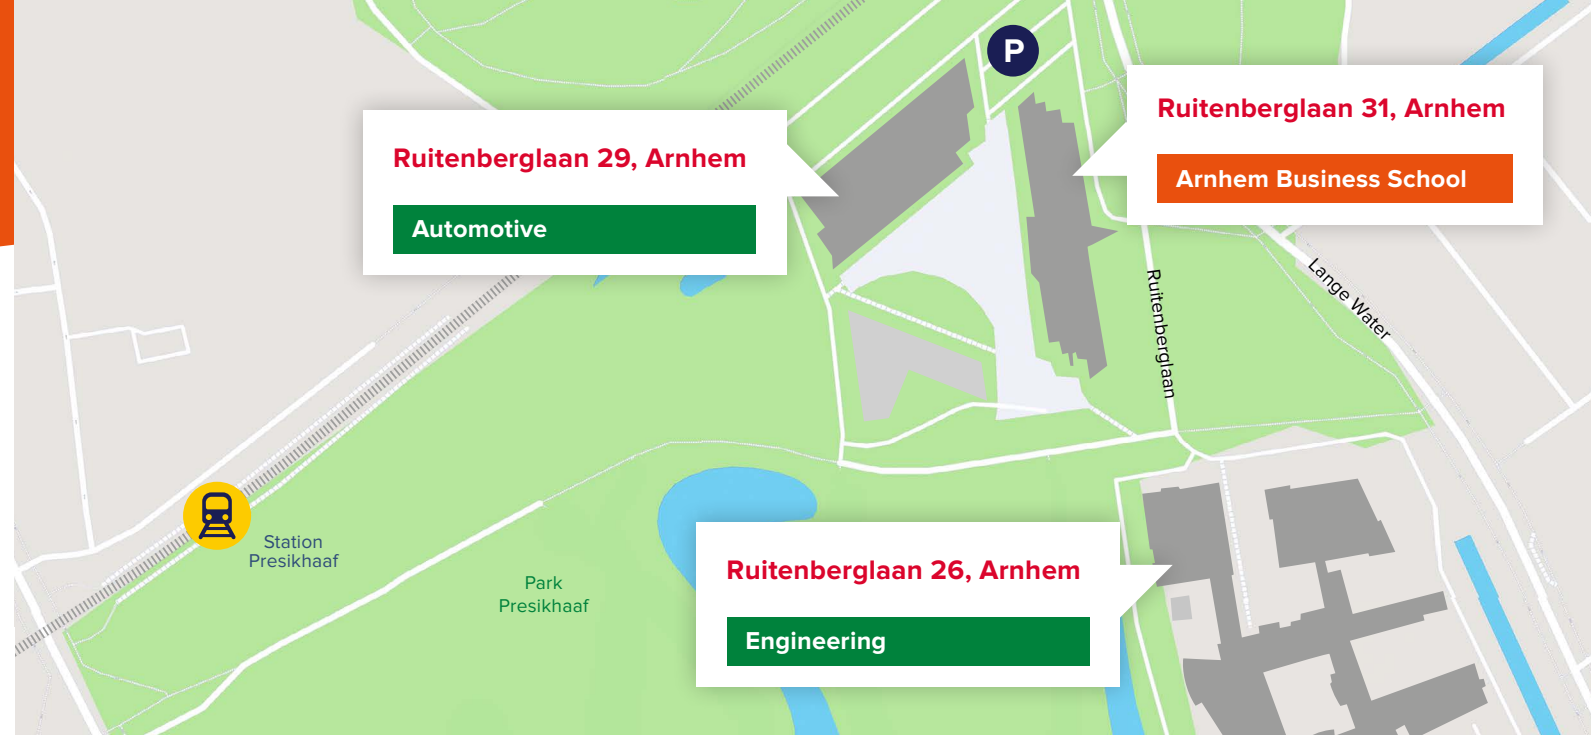 P
Ruitenberglaan 31, Arnhem
Arnhem Business School
Ruitenberglaan 29, Arnhem
Automotive
Ruitenberglaan
Lange Water
Station
Presikhaaf
Park
Presikhaaf
Ruitenberglaan 26, Arnhem
Engineering